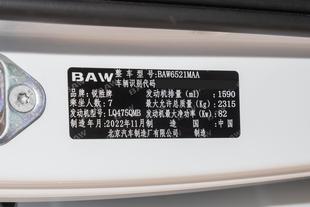 BAW 整车型号 BAW6521MAA
车辆识别代码
品牌: 锐胜牌 发动机排量 (ml): 1590
乘坐人数: 7 最大允许总质量 (Kg): 2315
发动机型号: LQ475QMB 发动机最大净功率(Kw): 82
制造年月: 2022年11月 制造国: 中国
北京汽车制造厂有限公司